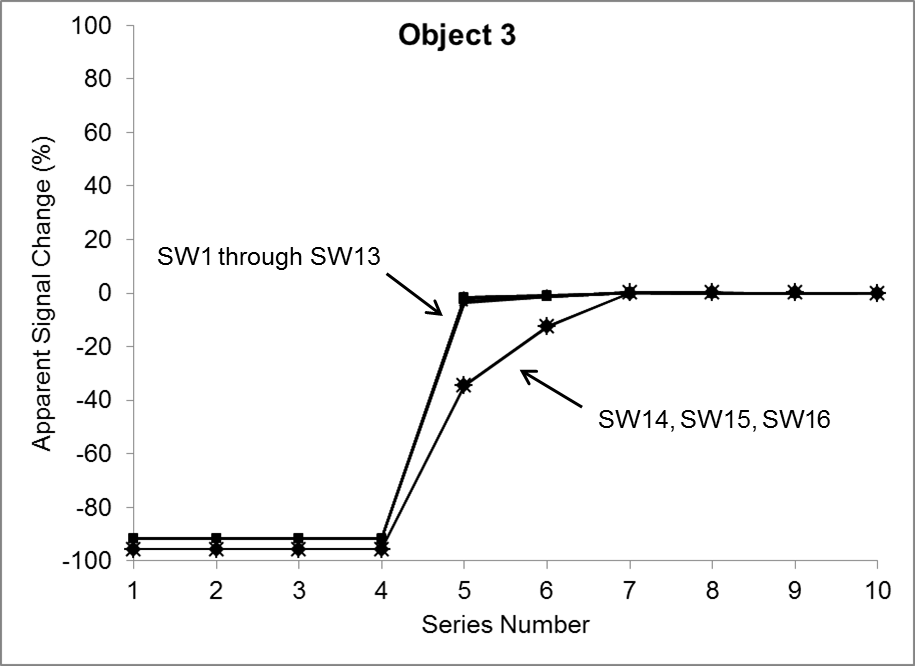 Object 3
Apparent Signal Change (%)
100
80
60
40
20
0
-20
-40
-60
-80
-100
SW1 through SW13
SW14, SW15, SW16
1 2 3 4 5 6 7 8 9 10
Series Number